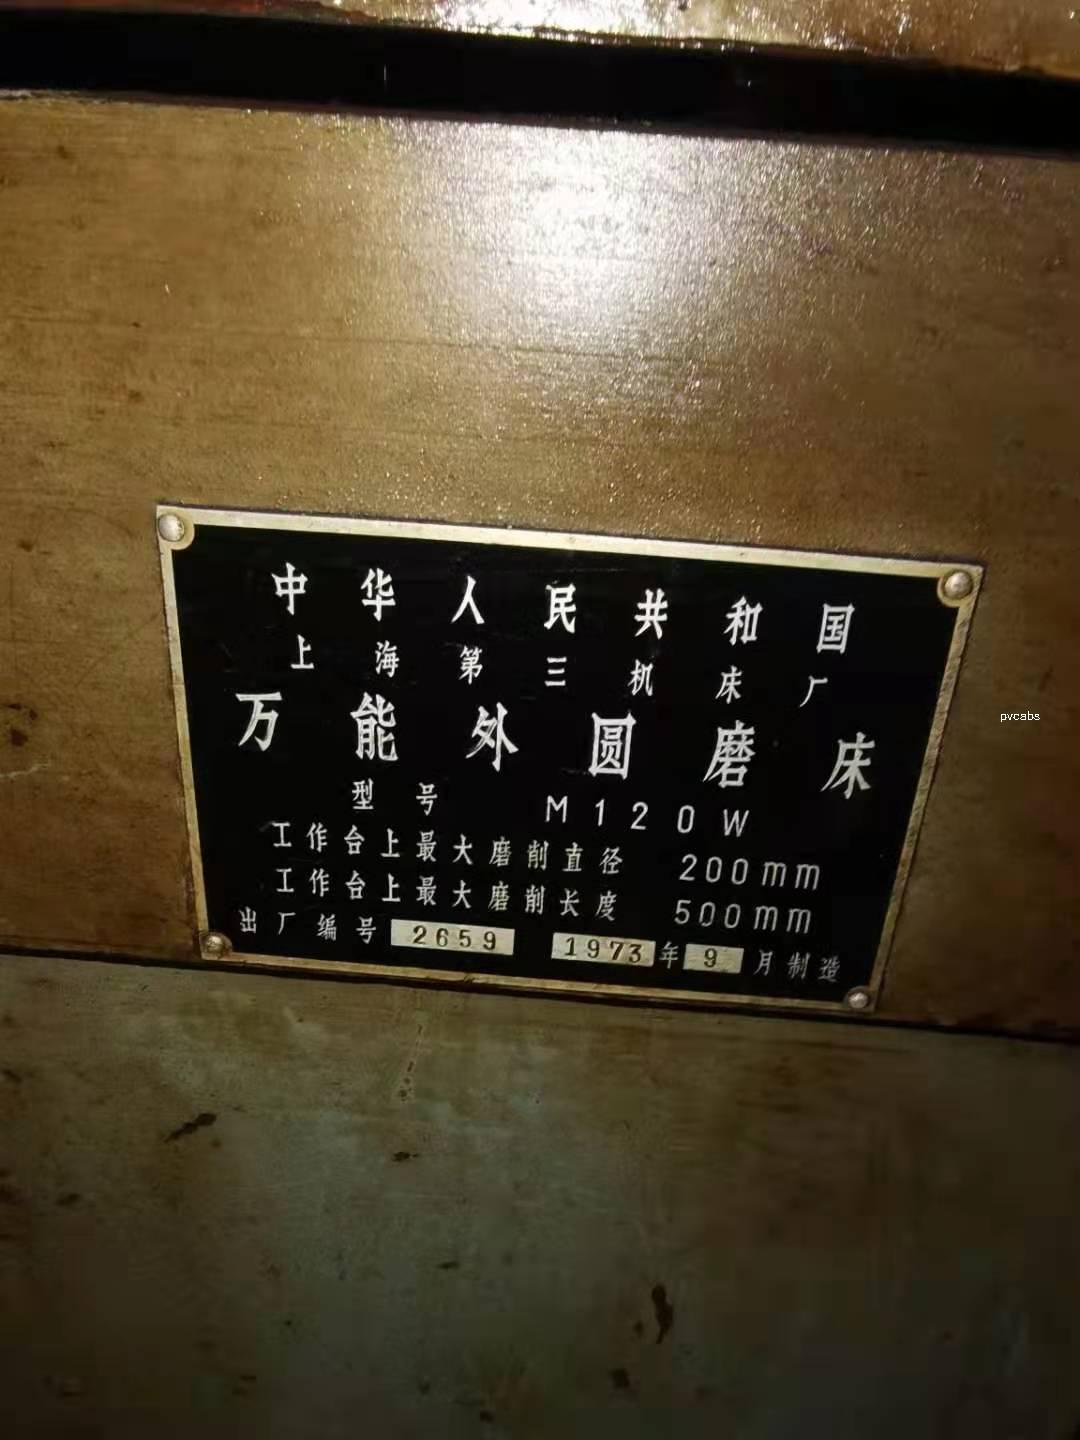 中华人民共和国
上海第三机床厂
万能外圆磨床
型号 M120W
工作台上最大磨削直径 200mm
工作台上最大磨削长度 500mm
出厂编号 2659 1973年9月制造
pvcabs